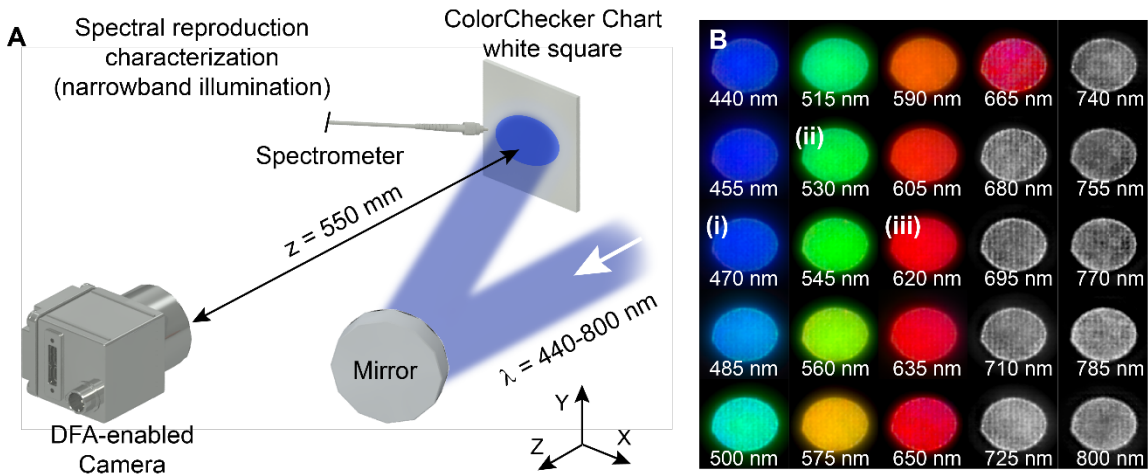 A
Spectral reproduction
characterization
(narrowband illumination)
ColorChecker Chart
white square
Spectrometer
z = 550 mm
λ = 440-800 nm
Mirror
DFA-enabled
Camera
Y
X
Z
B
440 nm 515 nm 590 nm 665 nm 740 nm
(ii)
455 nm 530 nm 605 nm 680 nm 755 nm
(i) (iii)
470 nm 545 nm 620 nm 695 nm 770 nm
485 nm 560 nm 635 nm 710 nm 785 nm
500 nm 575 nm 650 nm 725 nm 800 nm